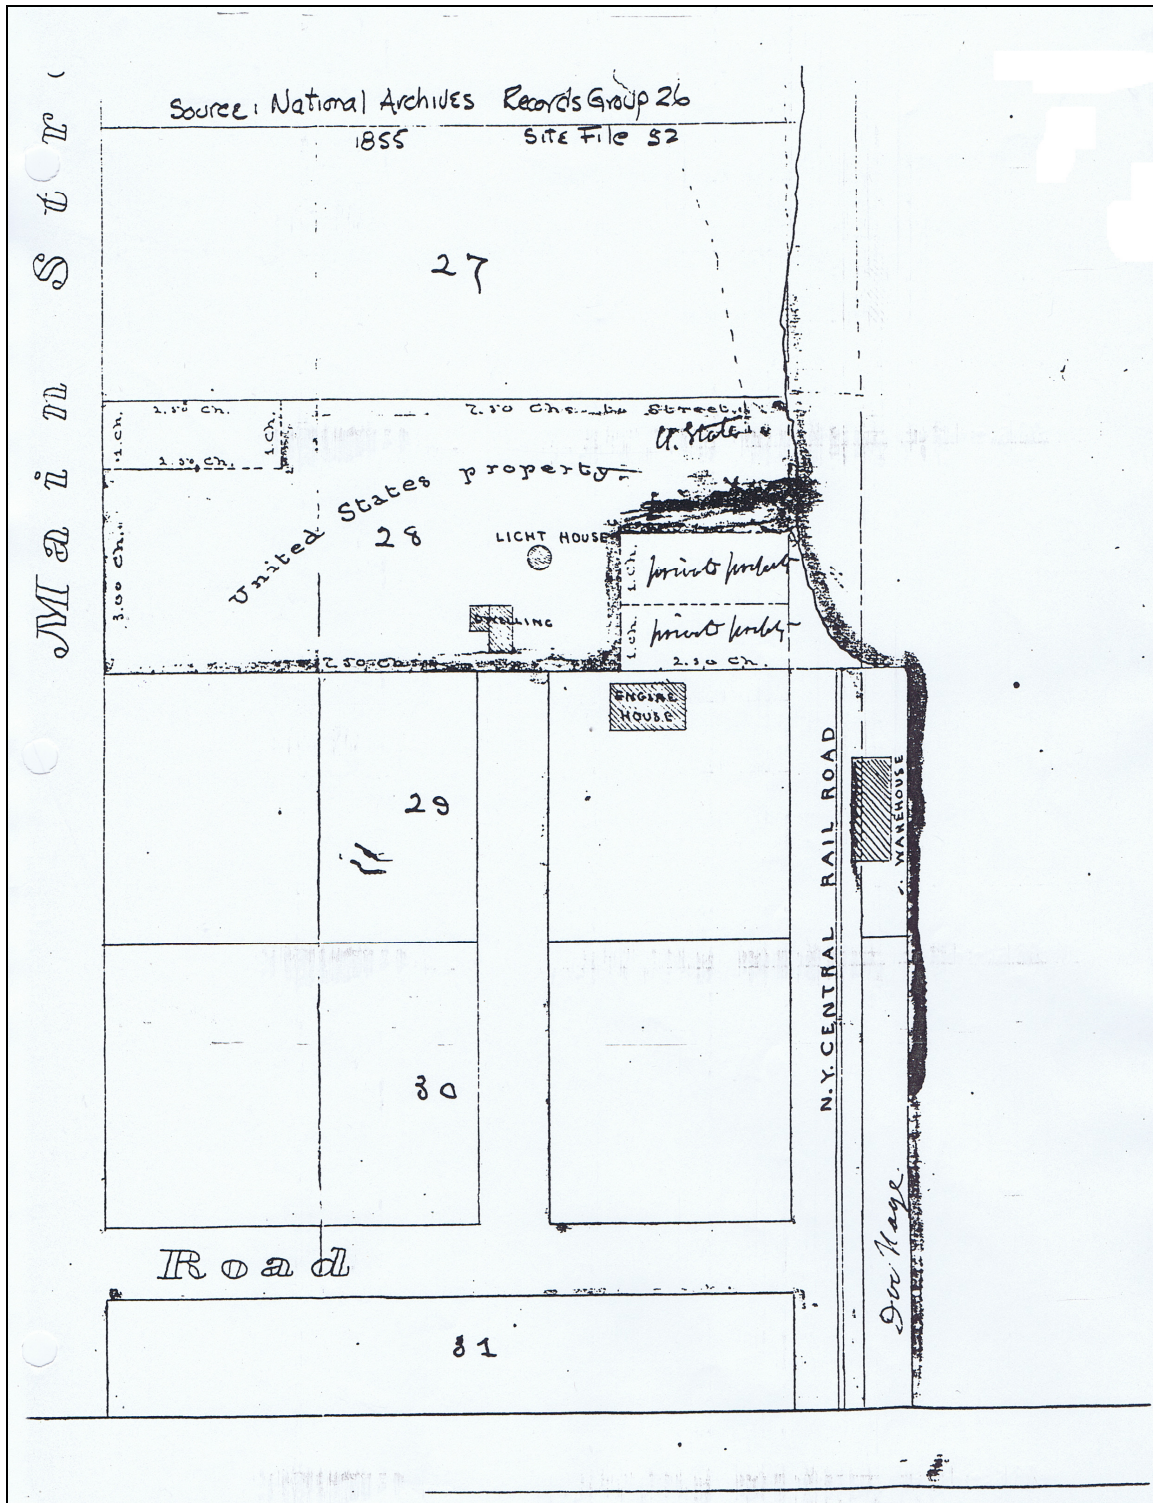 Source: National Archives Records Group 26
1855 Site File 52
Main Str
27
2.50 Ch.
2.50 Chs. to Street.
1 Ch.
1 Ch.
2.50 Ch.
U. States
United States property
28
LIGHT HOUSE
3.00 Ch.
1 Ch.
private property
DWELLING
1 Ch.
private property
2.50 Ch.
2.50 Ch.
ENGINE
HOUSE
29
N.Y. CENTRAL RAIL ROAD
WAREHOUSE
30
Road
31